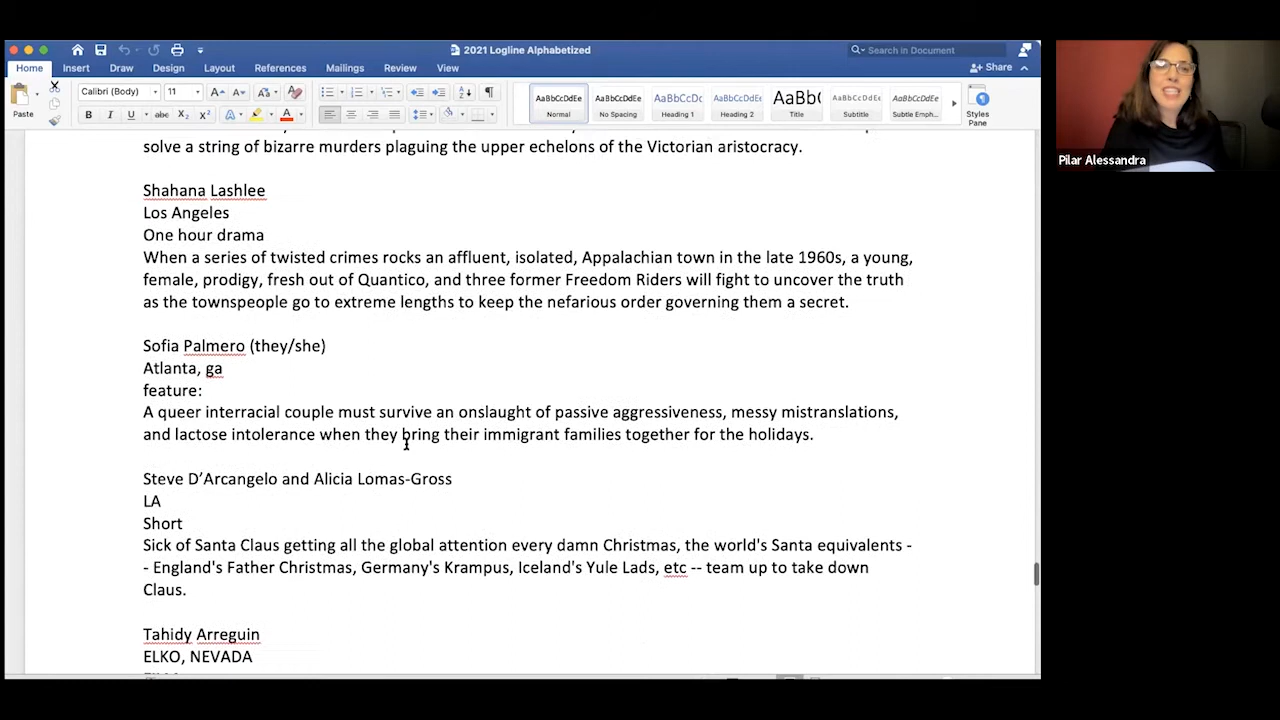 2021 Logline Alphabetized
Search in Document
Home Insert Draw Design Layout References Mailings Review View
Share
Paste
Calibri (Body) 11
AaBbCcDdEe AaBbCcDdEe AaBbCcDc AaBbCcDdEe AaBb( AaBbCcDdEe AaBbCcDdEe
Normal No Spacing Heading 1 Heading 2 Title Subtitle Subtle Emph...
Styles
Pane
solve a string of bizarre murders plaguing the upper echelons of the Victorian aristocracy.
Shahana Lashlee
Los Angeles
One hour drama
When a series of twisted crimes rocks an affluent, isolated, Appalachian town in the late 1960s, a young,
female, prodigy, fresh out of Quantico, and three former Freedom Riders will fight to uncover the truth
as the townspeople go to extreme lengths to keep the nefarious order governing them a secret.
Sofia Palmero (they/she)
Atlanta, ga
feature:
A queer interracial couple must survive an onslaught of passive aggressiveness, messy mistranslations,
and lactose intolerance when they bring their immigrant families together for the holidays.
Steve D’Arcangelo and Alicia Lomas-Gross
LA
Short
Sick of Santa Claus getting all the global attention every damn Christmas, the world's Santa equivalents -
- England's Father Christmas, Germany's Krampus, Iceland's Yule Lads, etc -- team up to take down
Claus.
Tahidy Arreguin
ELKO, NEVADA
Pilar Alessandra